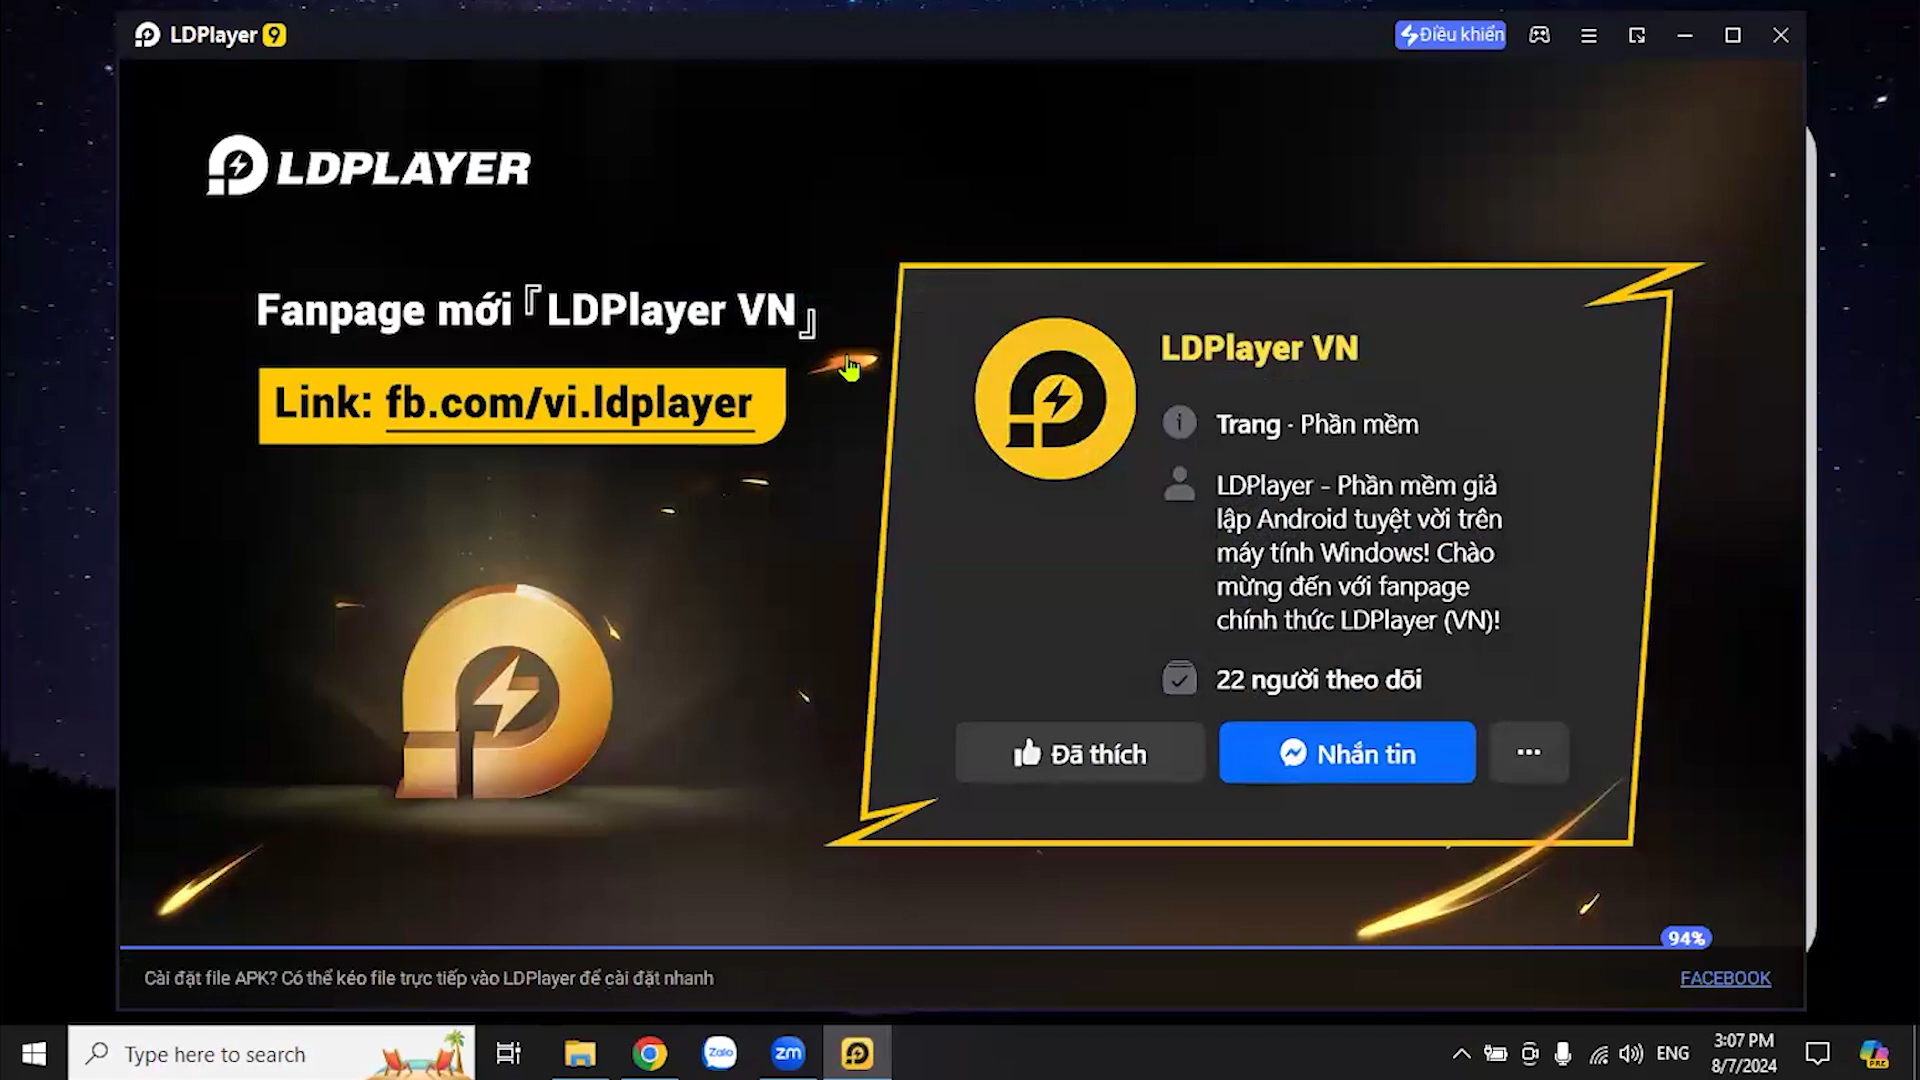 LDPlayer 9
Điều khiển
LDPLAYER
Fanpage mới『LDPlayer VN』
Link: fb.com/vi.ldplayer
LDPlayer VN
Trang · Phần mềm
LDPlayer - Phần mềm giả
lập Android tuyệt vời trên
máy tính Windows! Chào
mừng đến với fanpage
chính thức LDPlayer (VN)!
22 người theo dõi
Đã thích
Nhắn tin
94%
Cài đặt file APK? Có thể kéo file trực tiếp vào LDPlayer để cài đặt nhanh
FACEBOOK
Type here to search
Zalo
zm
ENG
3:07 PM
8/7/2024
PRE